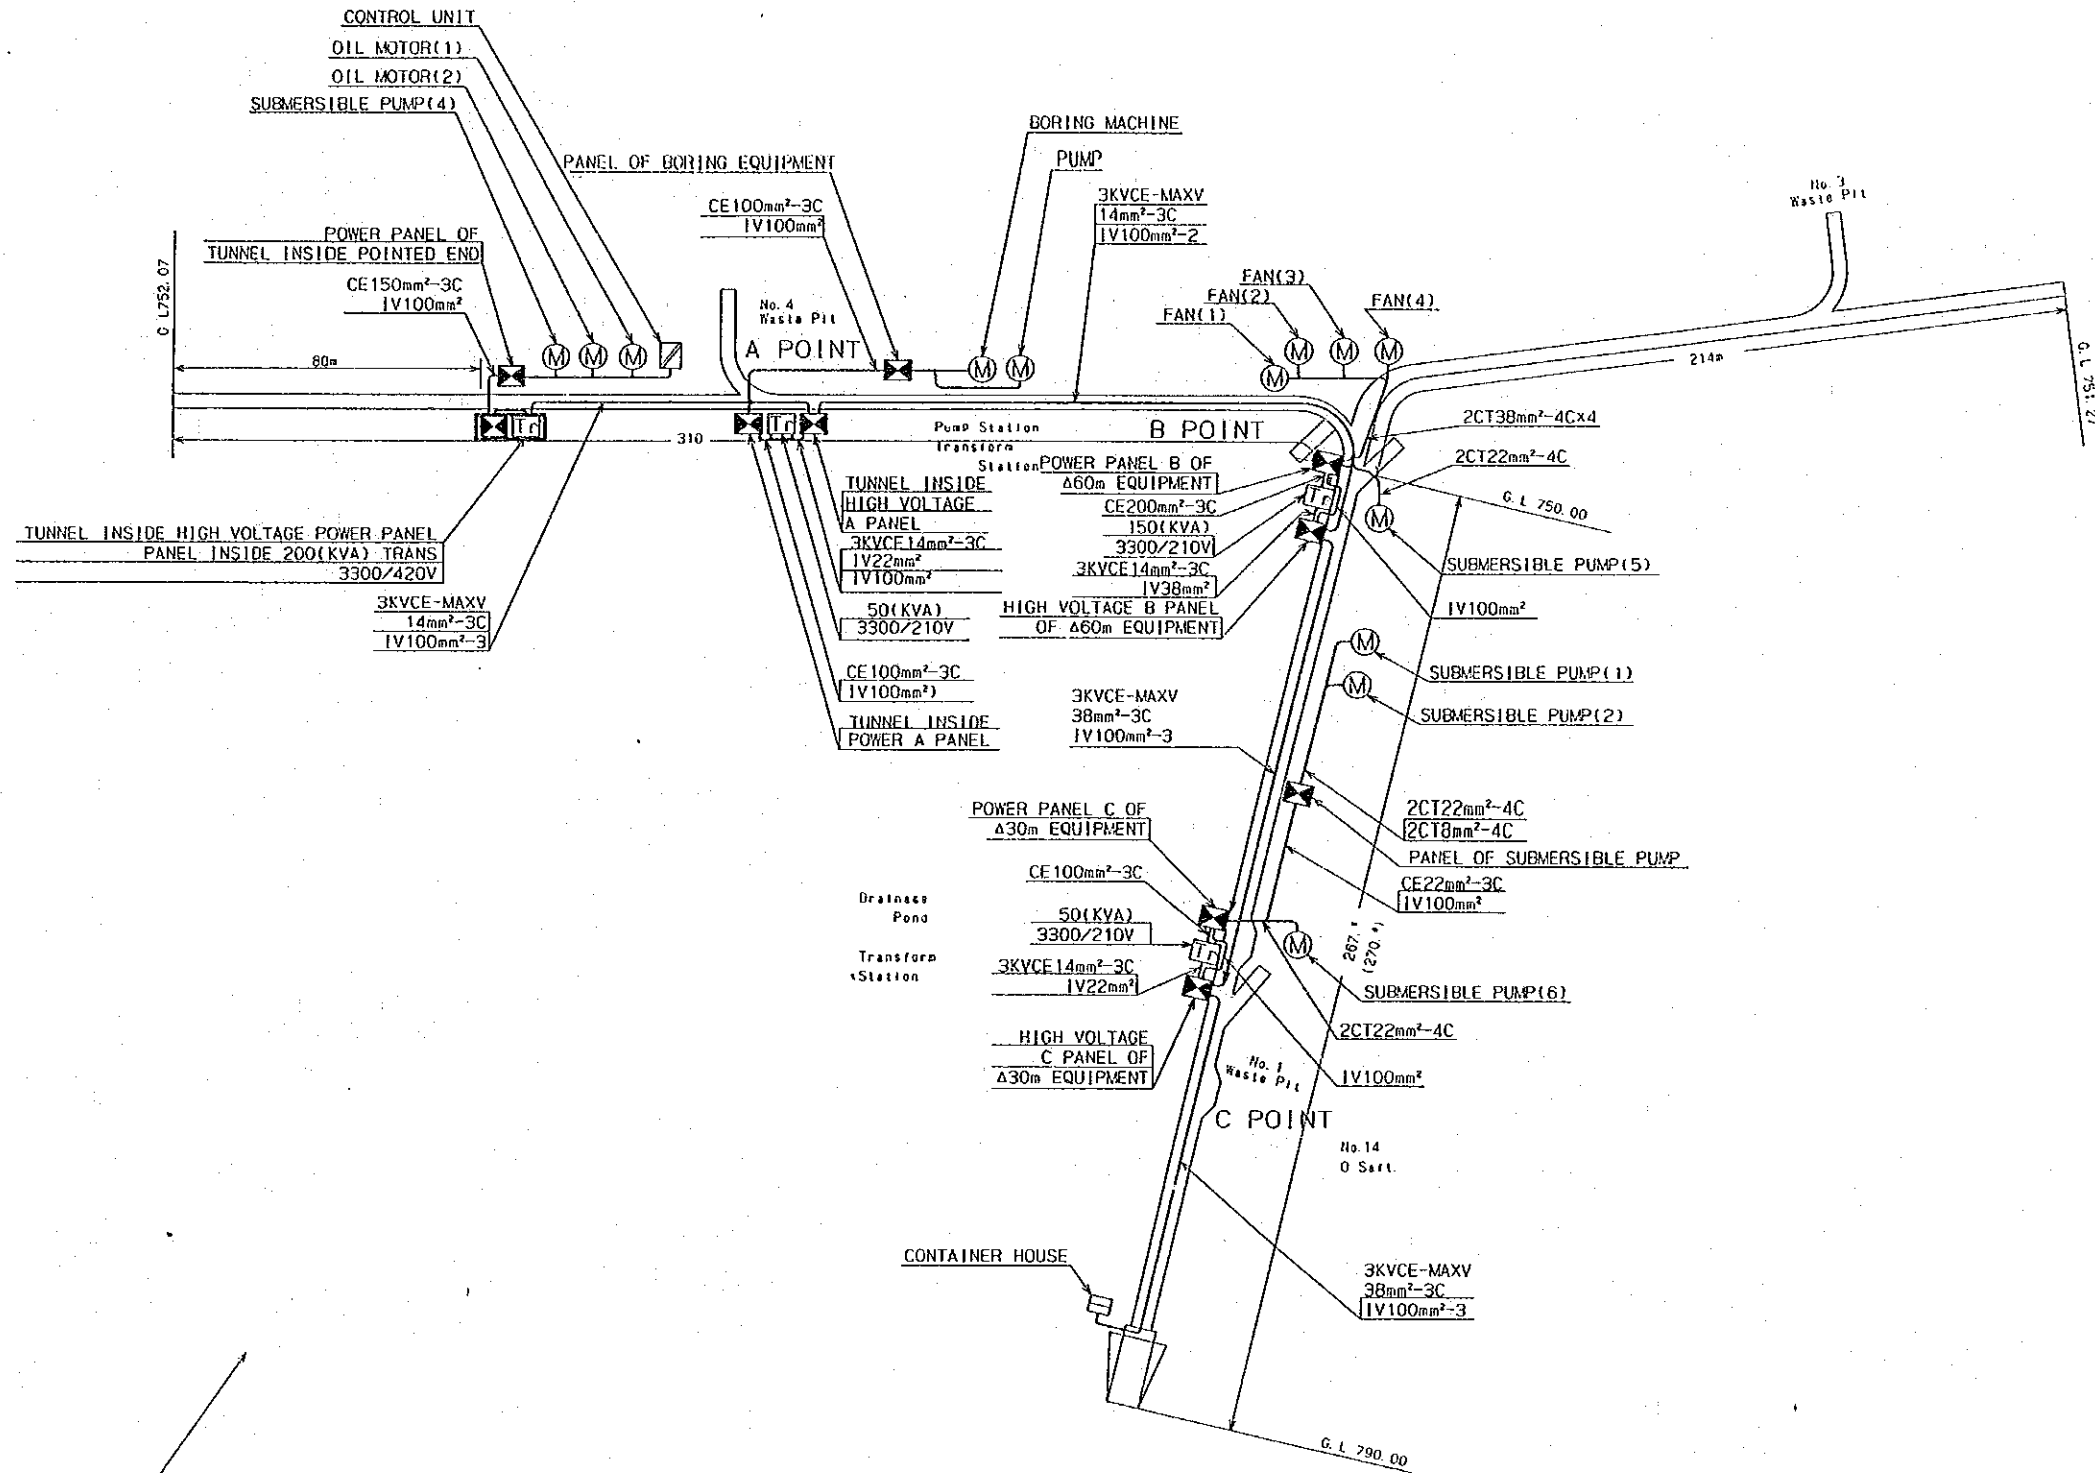 CONTROL UNIT
OIL MOTOR(1)
OIL MOTOR(2)
SUBMERSIBLE PUMP(4)
BORING MACHINE
PANEL OF BORING EQUIPMENT
PUMP
CE100mm²-3C
IV100mm²
3KVCE-MAXV
14mm²-3C
IV100mm²-2
No. 3
Waste Pit
POWER PANEL OF
TUNNEL INSIDE POINTED END
CE150mm²-3C
IV100mm²
FAN(3)
FAN(2)
FAN(1)
FAN(4)
No. 4
Waste Pit
A POINT
80m
M
M
M
M
M
M
M
M
M
214m
Tr
Tr
310
Pump Station
Transform
Station
B POINT
2CT38mm²-4C×4
POWER PANEL B OF
Δ60m EQUIPMENT
2CT22mm²-4C
TUNNEL INSIDE
HIGH VOLTAGE
A PANEL
CE200mm²-3C
Tr
G. L 750. 00
150(KVA)
3300/210V
M
TUNNEL INSIDE HIGH VOLTAGE POWER PANEL
PANEL INSIDE 200(KVA) TRANS
3300/420V
3KVCE14mm²-3C
IV22mm²
IV100mm²
3KVCE14mm²-3C
IV38mm²
SUBMERSIBLE PUMP(5)
3KVCE-MAXV
14mm²-3C
IV100mm²-3
50(KVA)
3300/210V
HIGH VOLTAGE B PANEL
OF Δ60m EQUIPMENT
IV100mm²
M
CE100mm²-3C
IV100mm²)
SUBMERSIBLE PUMP(1)
M
3KVCE-MAXV
38mm²-3C
IV100mm²-3
SUBMERSIBLE PUMP(2)
TUNNEL INSIDE
POWER A PANEL
POWER PANEL C OF
Δ30m EQUIPMENT
2CT22mm²-4C
2CT8mm²-4C
PANEL OF SUBMERSIBLE PUMP
CE100mm²-3C
CE22mm²-3C
IV100mm²
Drainage
Pond
50(KVA)
3300/210V
Tr
M
Transform
Station
3KVCE14mm²-3C
IV22mm²
SUBMERSIBLE PUMP(6)
2CT22mm²-4C
HIGH VOLTAGE
C PANEL OF
Δ30m EQUIPMENT
No. 1
Waste Pit
IV100mm²
C POINT
No. 14
CONTAINER HOUSE
3KVCE-MAXV
38mm²-3C
IV100mm²-3
G. L 790. 00